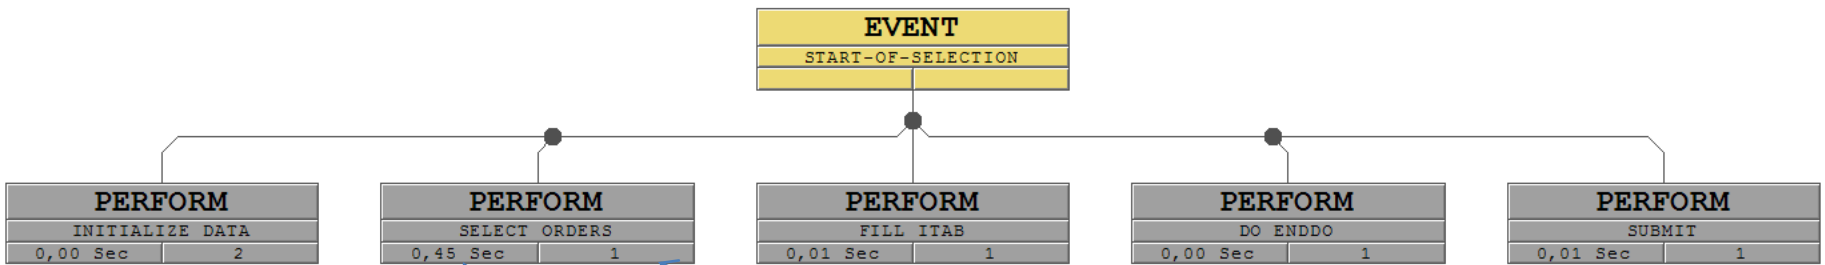 EVENT
START-OF-SELECTION
PERFORM
INITIALIZE DATA
0,00 Sec 2
PERFORM
SELECT ORDERS
0,45 Sec 1
PERFORM
FILL ITAB
0,01 Sec 1
PERFORM
DO ENDDO
0,00 Sec 1
PERFORM
SUBMIT
0,01 Sec 1